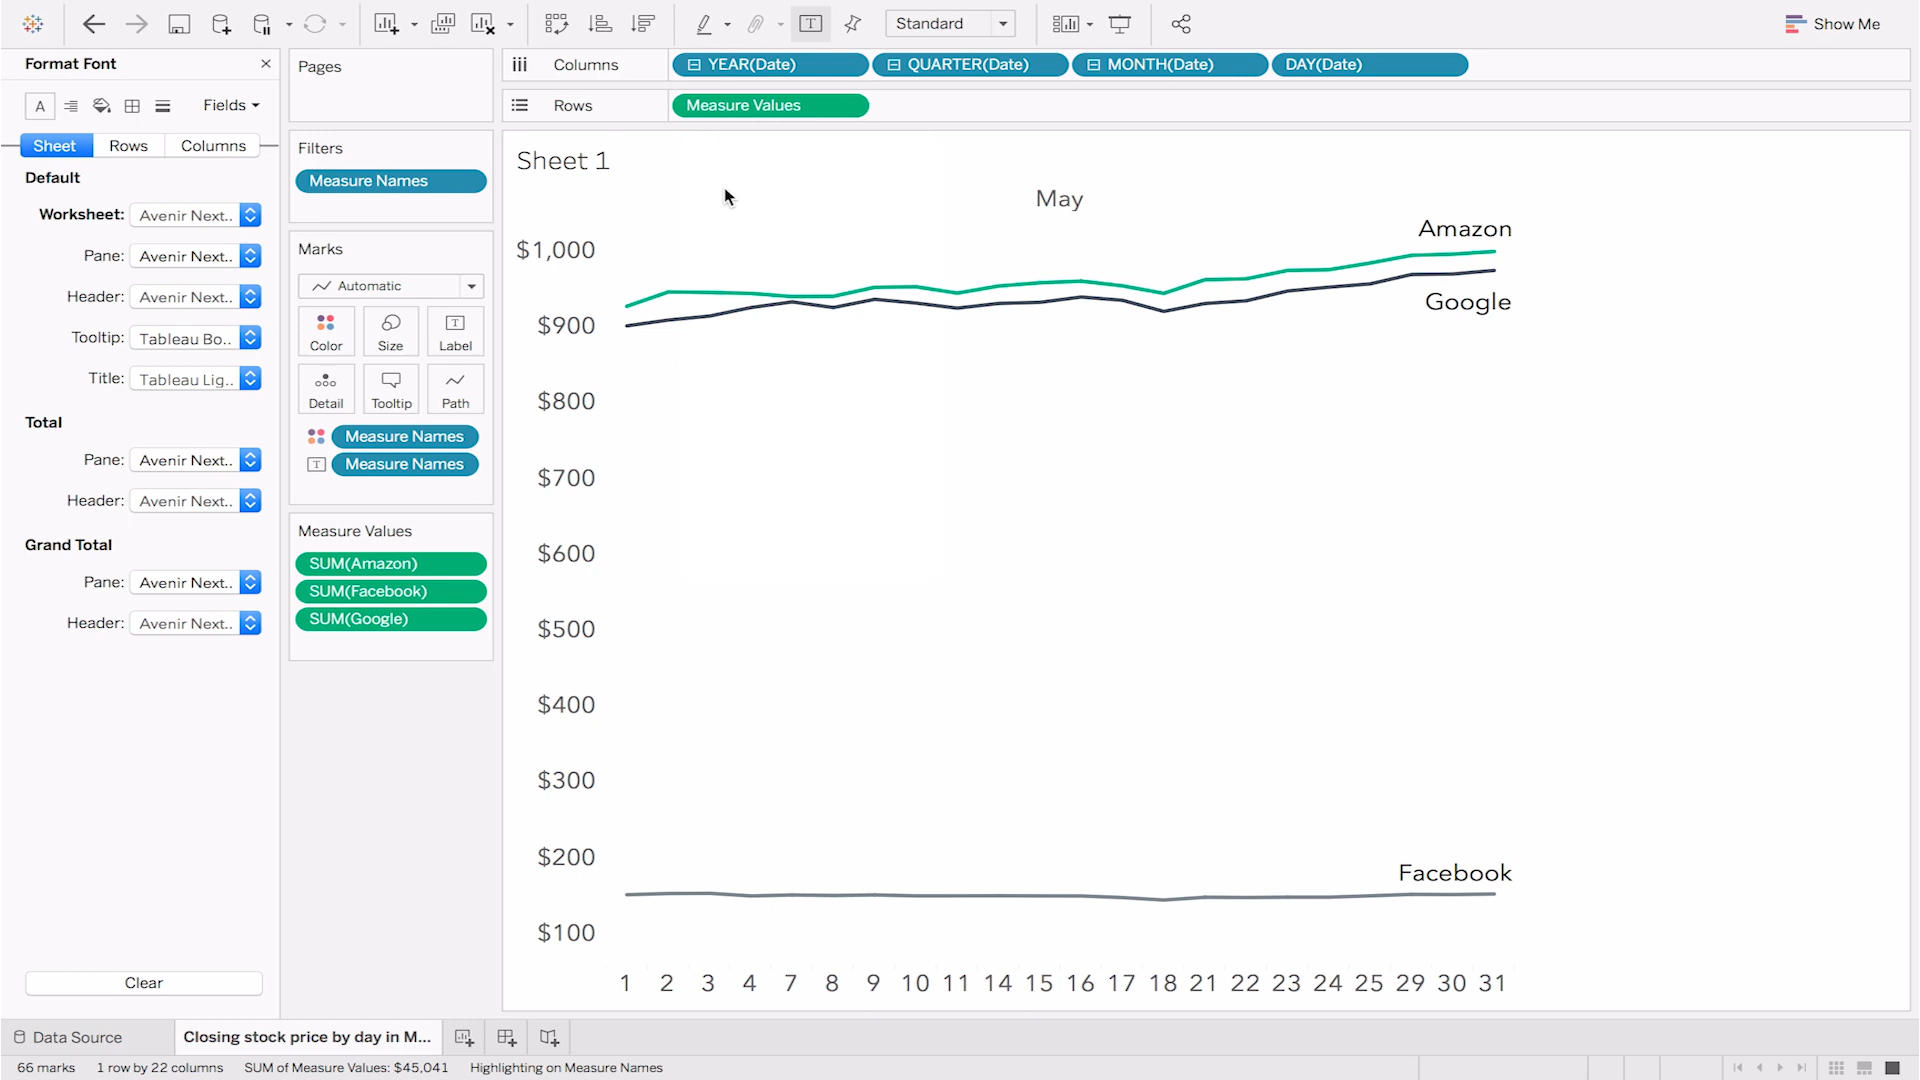 Standard
Show Me
Format Font
Fields
Sheet
Rows
Columns
Default
Worksheet: Avenir Next..
Pane: Avenir Next..
Header: Avenir Next..
Tooltip: Tableau Bo..
Title: Tableau Lig..
Total
Pane: Avenir Next..
Header: Avenir Next..
Grand Total
Pane: Avenir Next..
Header: Avenir Next..
Clear
Pages
Filters
Measure Names
Marks
Automatic
Color
Size
Label
Detail
Tooltip
Path
Measure Names
Measure Names
Measure Values
SUM(Amazon)
SUM(Facebook)
SUM(Google)
Columns
YEAR(Date)
QUARTER(Date)
MONTH(Date)
DAY(Date)
Rows
Measure Values
Sheet 1
May
$1,000
$900
$800
$700
$600
$500
$400
$300
$200
$100
Amazon
Google
Facebook
1 2 3 4 7 8 9 10 11 14 15 16 17 18 21 22 23 24 25 29 30 31
Data Source
Closing stock price by day in M...
66 marks
1 row by 22 columns
SUM of Measure Values: $45,041
Highlighting on Measure Names